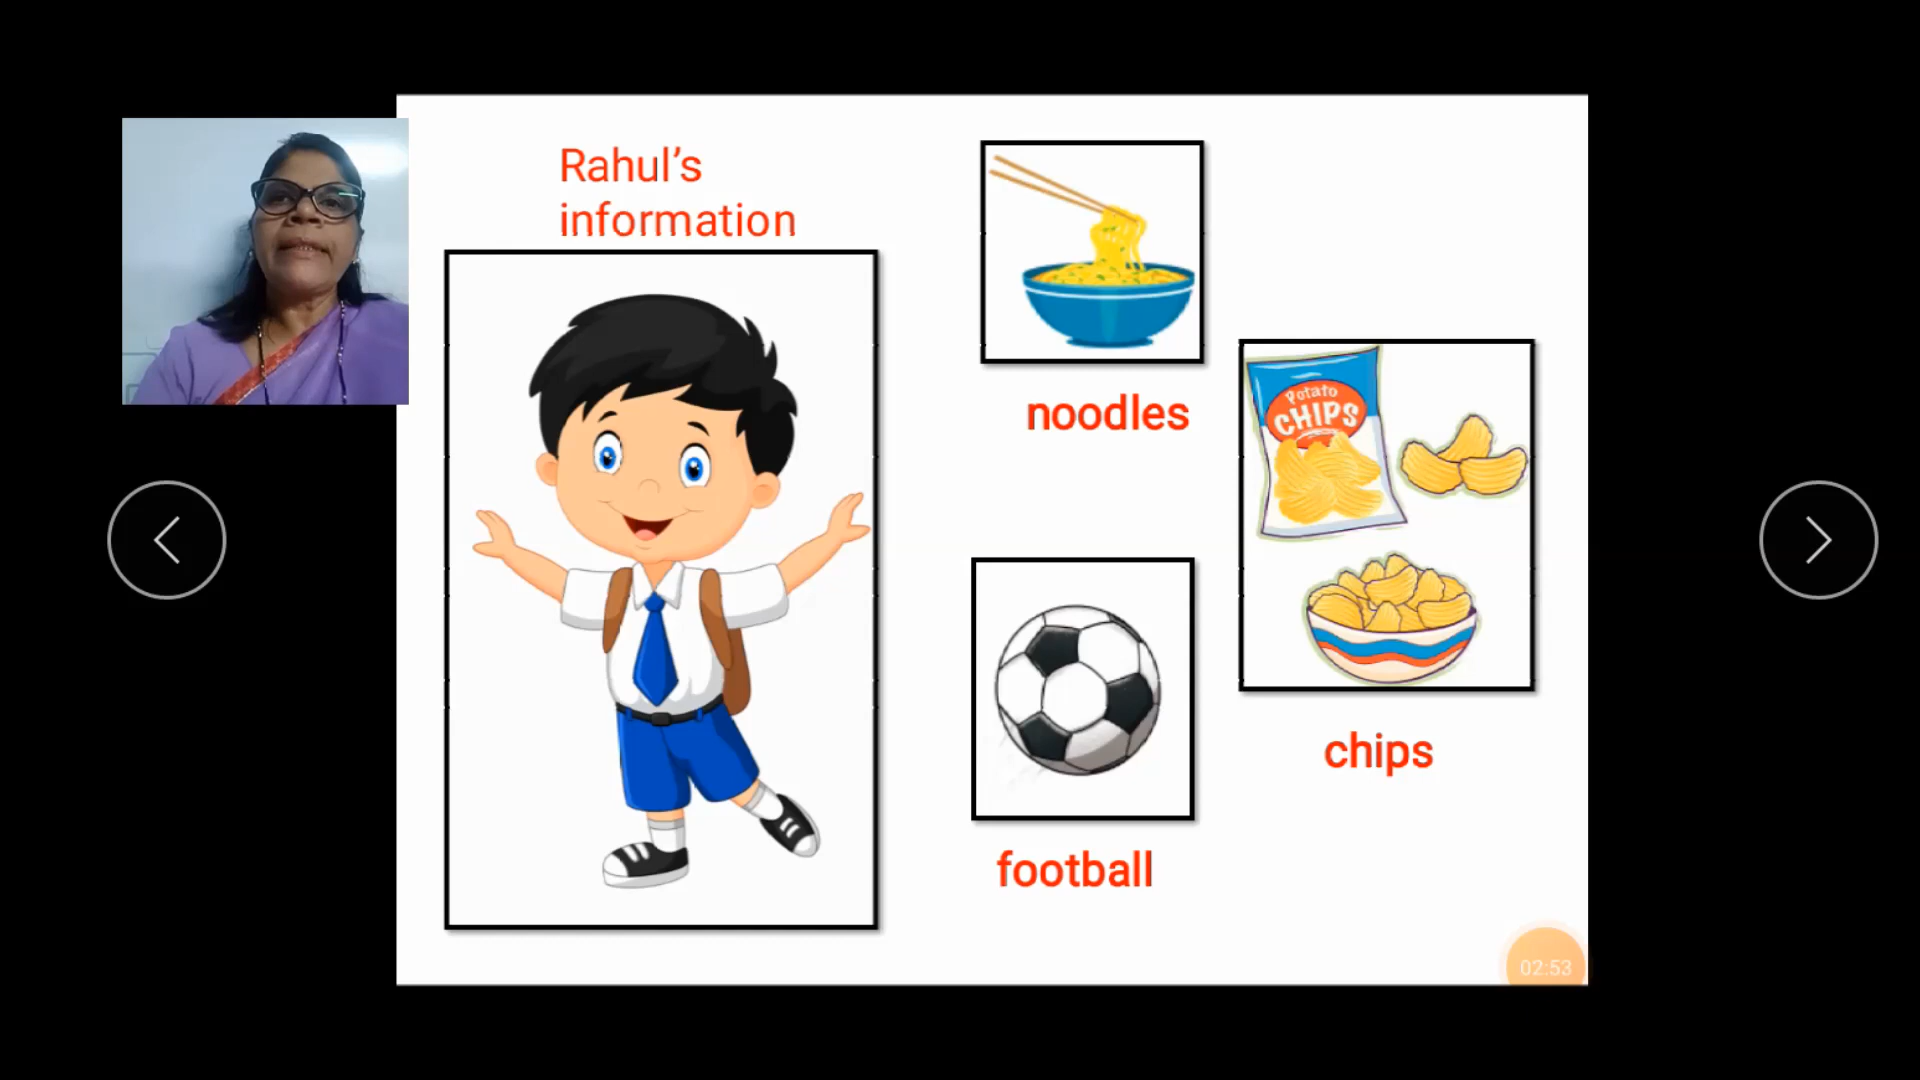 Rahul’s
information
noodles
Potato
CHIPS
chips
football
02:53